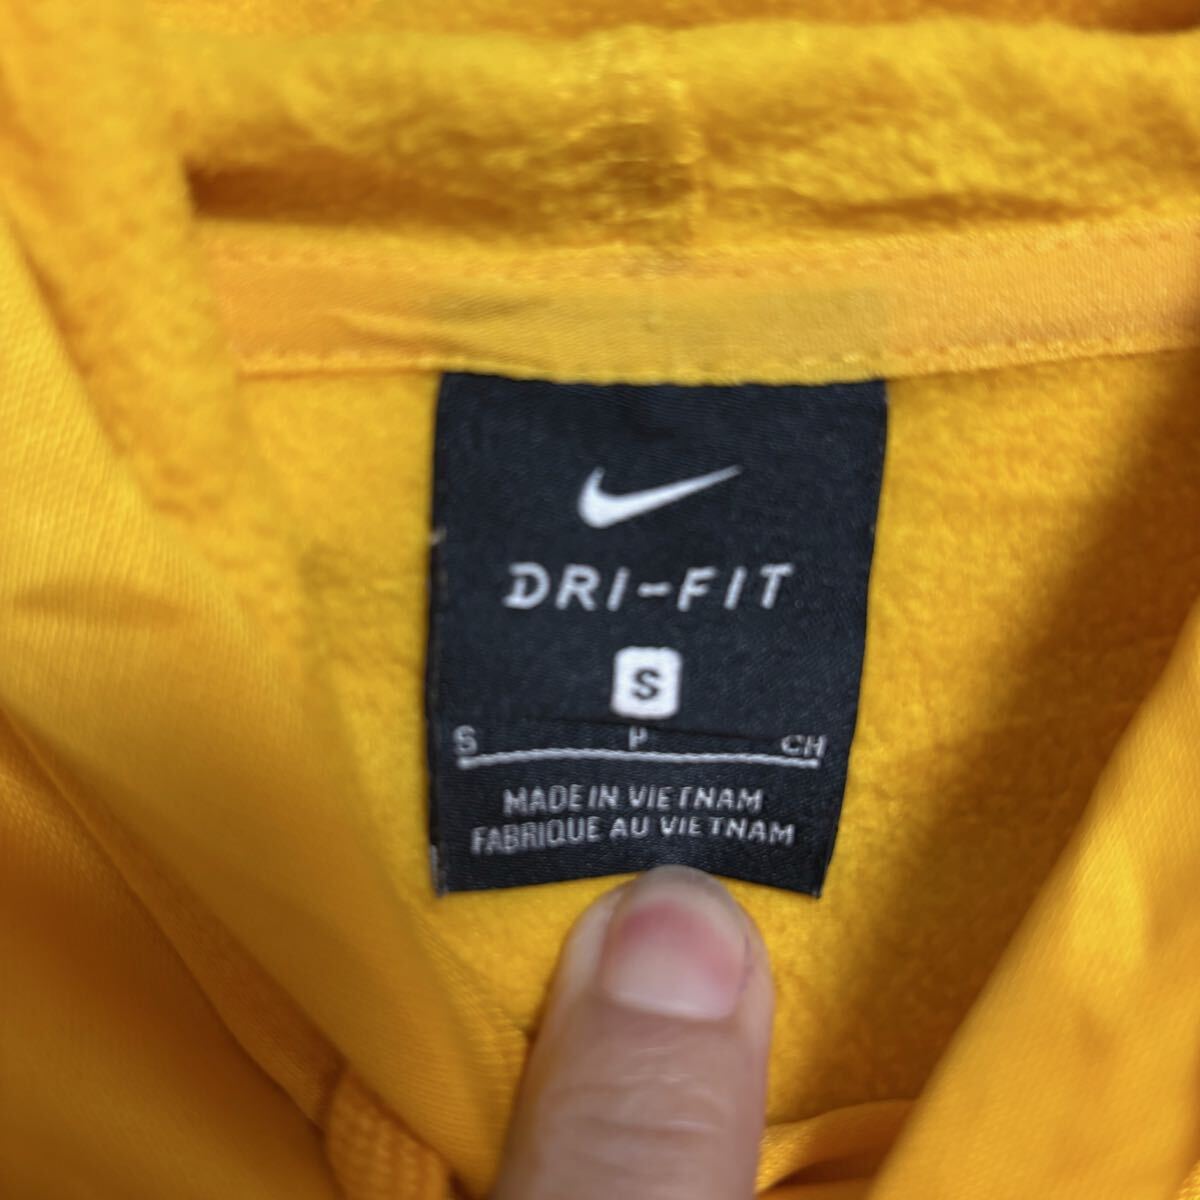 DRI-FIT
S
S P CH
MADE IN VIETNAM
FABRIQUE AU VIETNAM